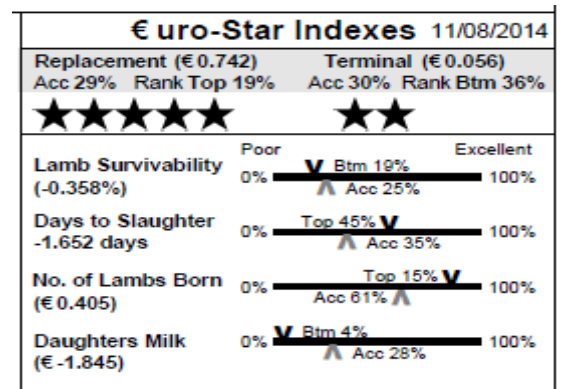 € uro-Star Indexes 11/08/2014
Replacement (€0.742) Terminal (€0.056)
Acc 29% Rank Top 19% Acc 30% Rank Btm 36%
Poor Excellent
Lamb Survivability
(-0.358%)
0% Btm 19% 100%
Acc 25%
Days to Slaughter
-1.652 days
0% Top 45% 100%
Acc 35%
No. of Lambs Born
(€0.405)
0% Top 15% 100%
Acc 61%
Daughters Milk
(€-1.845)
0% Btm 4% 100%
Acc 28%